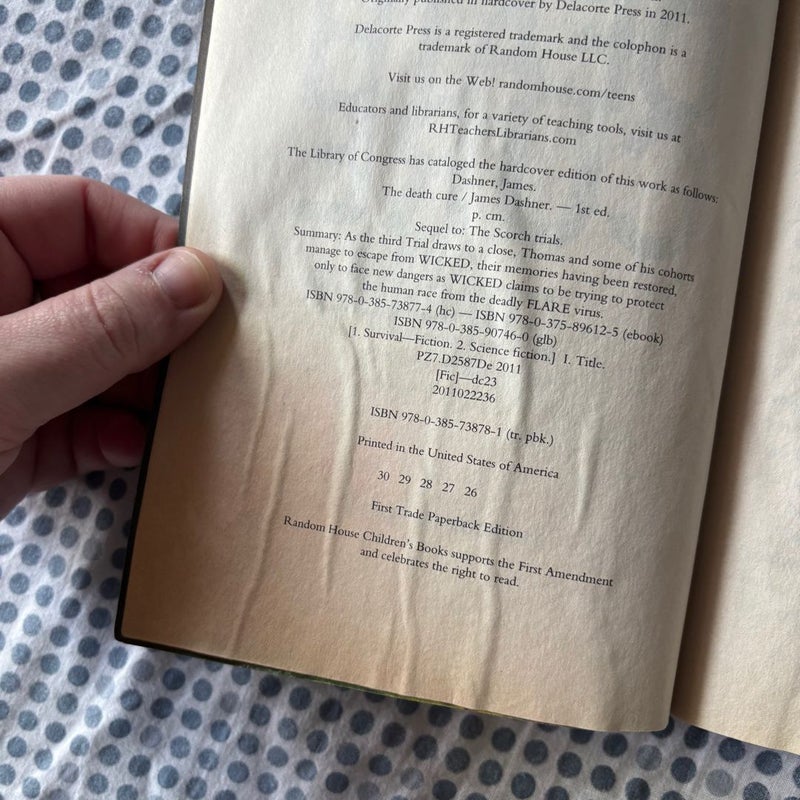 Originally published in hardcover by Delacorte Press in 2011.
Delacorte Press is a registered trademark and the colophon is a
trademark of Random House LLC.
Visit us on the Web! randomhouse.com/teens
Educators and librarians, for a variety of teaching tools, visit us at
RHTeachersLibrarians.com
The Library of Congress has cataloged the hardcover edition of this work as follows:
Dashner, James.
The death cure / James Dashner. — 1st ed.
p. cm.
Sequel to: The Scorch trials.
Summary: As the third Trial draws to a close, Thomas and some of his cohorts
manage to escape from WICKED, their memories having been restored,
only to face new dangers as WICKED claims to be trying to protect
the human race from the deadly FLARE virus.
ISBN 978-0-385-73877-4 (hc) — ISBN 978-0-375-89612-5 (ebook)
ISBN 978-0-385-90746-0 (glb)
[1. Survival—Fiction. 2. Science fiction.] I. Title.
PZ7.D2587De 2011
[Fic]—dc23
2011022236
ISBN 978-0-385-73878-1 (tr. pbk.)
Printed in the United States of America
30 29 28 27 26
First Trade Paperback Edition
Random House Children's Books supports the First Amendment
and celebrates the right to read.